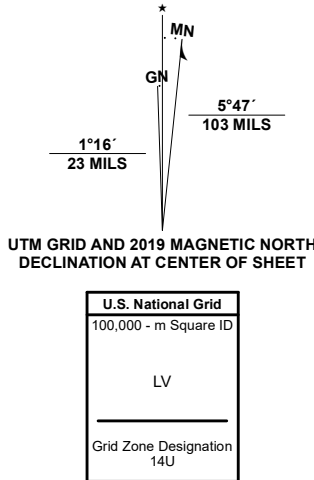 ★
MN
GN
5°47´
103 MILS
1°16´
23 MILS
UTM GRID AND 2019 MAGNETIC NORTH
DECLINATION AT CENTER OF SHEET
U.S. National Grid
100,000 - m Square ID
LV
Grid Zone Designation
14U